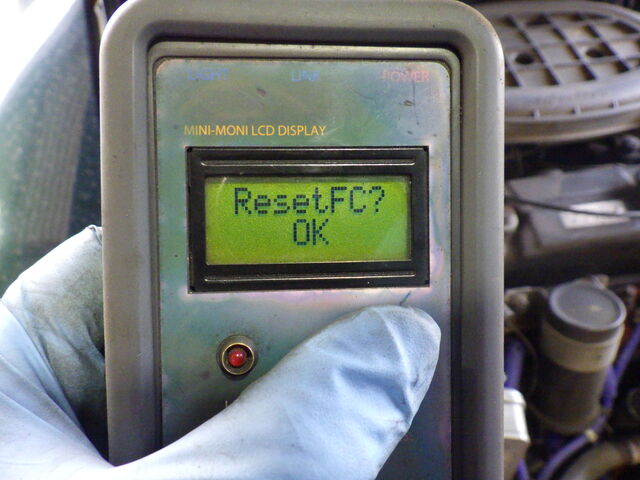 LIGHT LINK POWER
MINI-MONI LCD DISPLAY
ResetFC?
OK